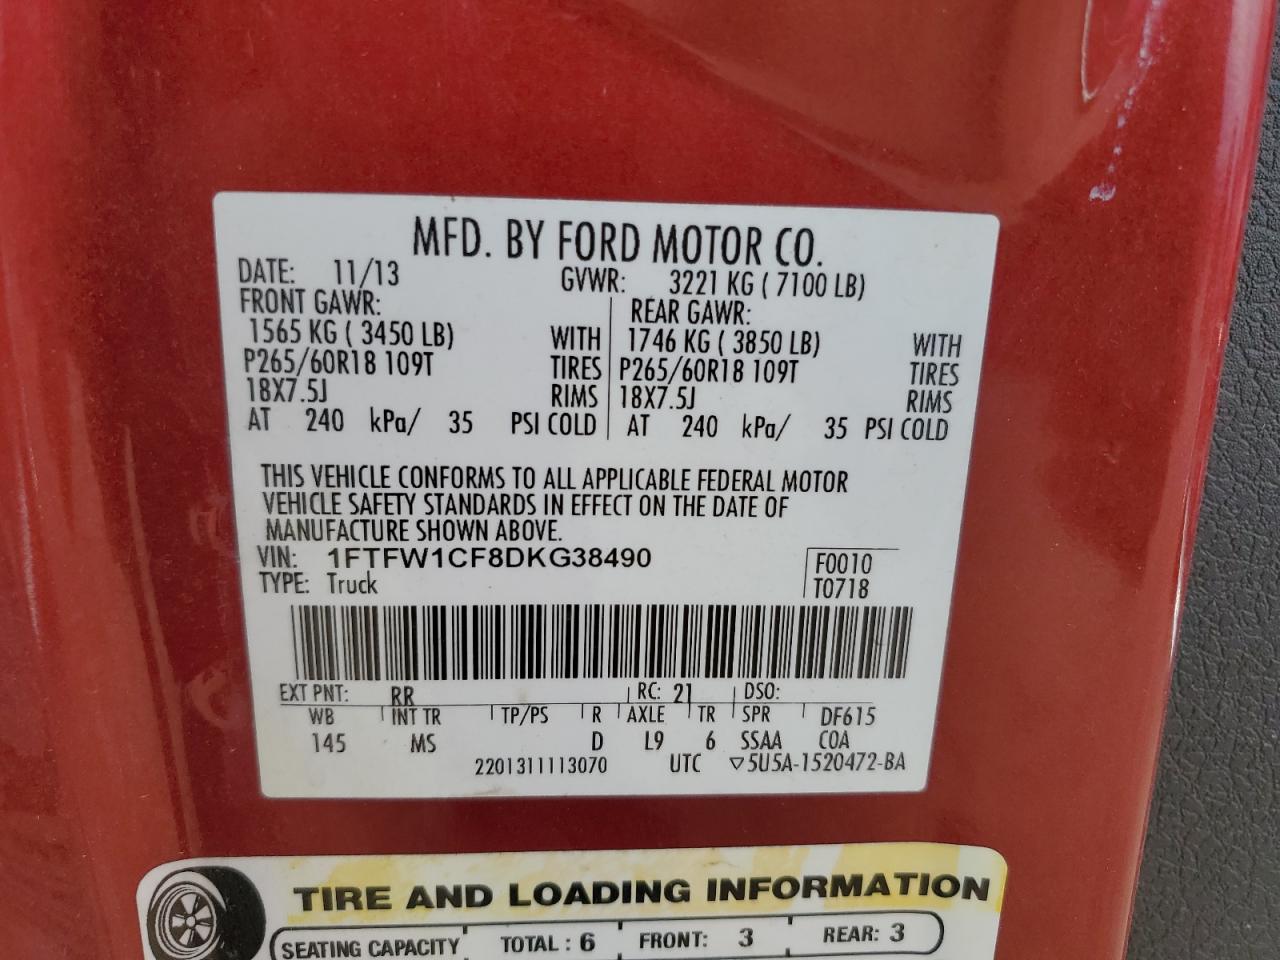 MFD. BY FORD MOTOR CO.
DATE: 11/13 GVWR: 3221 KG ( 7100 LB)
FRONT GAWR: REAR GAWR:
1565 KG ( 3450 LB) WITH 1746 KG ( 3850 LB) WITH
P265/60R18 109T TIRES P265/60R18 109T TIRES
18X7.5J RIMS 18X7.5J RIMS
AT 240 kPa/ 35 PSI COLD AT 240 kPa/ 35 PSI COLD
THIS VEHICLE CONFORMS TO ALL APPLICABLE FEDERAL MOTOR
VEHICLE SAFETY STANDARDS IN EFFECT ON THE DATE OF
MANUFACTURE SHOWN ABOVE.
VIN: 1FTFW1CF8DKG38490 F0010
TYPE: Truck T0718
EXT PNT: RR RC: 21 DSO:
WB INT TR TP/PS R AXLE TR SPR DF615
145 MS D L9 6 SSAA COA
2201311113070 UTC ▽5U5A-1520472-BA
TIRE AND LOADING INFORMATION
SEATING CAPACITY TOTAL : 6 FRONT: 3 REAR: 3